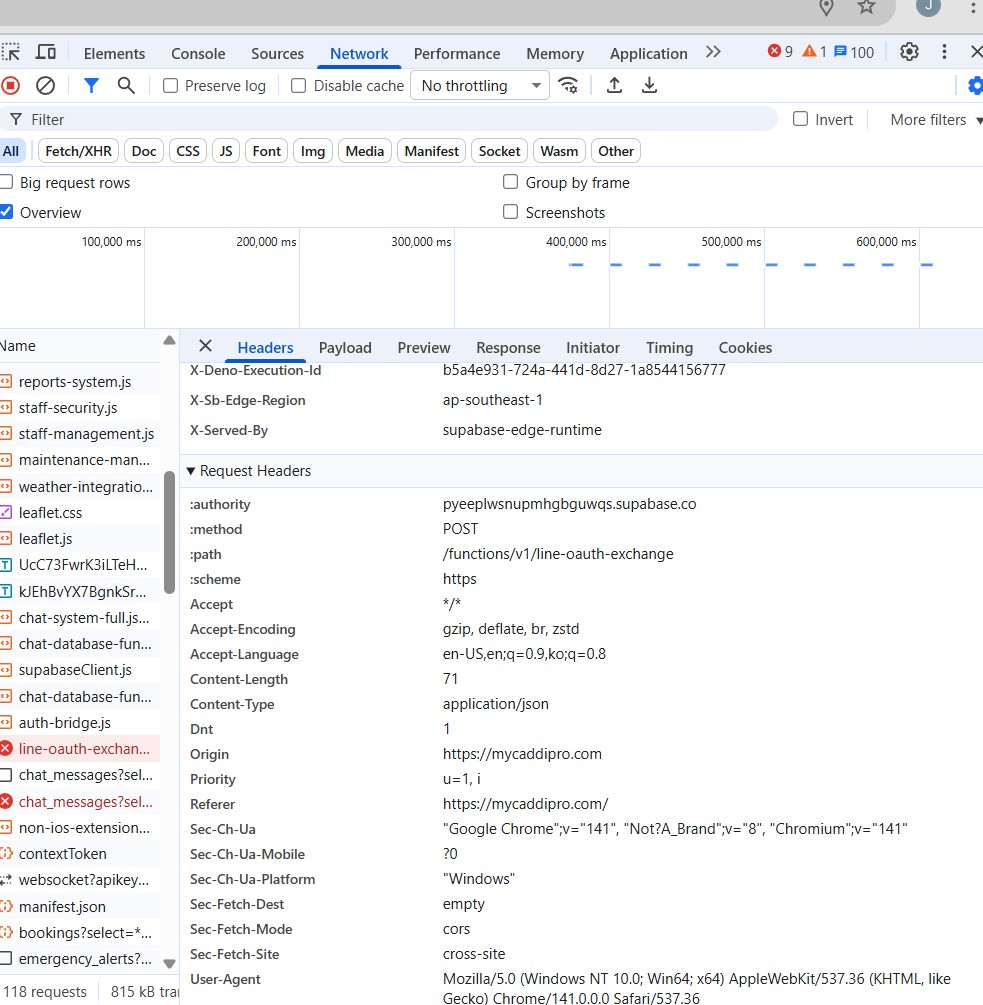 J
Elements Console Sources Network Performance Memory Application 9 1 100
Preserve log Disable cache No throttling
Filter Invert More filters
All Fetch/XHR Doc CSS JS Font Img Media Manifest Socket Wasm Other
Big request rows Group by frame
Overview Screenshots
100,000 ms 200,000 ms 300,000 ms 400,000 ms 500,000 ms 600,000 ms
Name
reports-system.js
staff-security.js
staff-management.js
maintenance-man...
weather-integratio...
leaflet.css
leaflet.js
UcC73FwrK3iLTeH...
kJEhBvYX7BgnkSr...
chat-system-full.js...
chat-database-fun...
supabaseClient.js
chat-database-fun...
auth-bridge.js
line-oauth-exchan...
chat_messages?sel...
chat_messages?sel...
non-ios-extension...
contextToken
websocket?apikey...
manifest.json
bookings?select=*...
emergency_alerts?...
118 requests 815 kB tra
Headers Payload Preview Response Initiator Timing Cookies
X-Deno-Execution-Id b5a4e931-724a-441d-8d27-1a8544156777
X-Sb-Edge-Region ap-southeast-1
X-Served-By supabase-edge-runtime
Request Headers
:authority pyeeplwsnupmhgbguwqs.supabase.co
:method POST
:path /functions/v1/line-oauth-exchange
:scheme https
Accept */*
Accept-Encoding gzip, deflate, br, zstd
Accept-Language en-US,en;q=0.9,ko;q=0.8
Content-Length 71
Content-Type application/json
Dnt 1
Origin https://mycaddipro.com
Priority u=1, i
Referer https://mycaddipro.com/
Sec-Ch-Ua "Google Chrome";v="141", "Not?A_Brand";v="8", "Chromium";v="141"
Sec-Ch-Ua-Mobile ?0
Sec-Ch-Ua-Platform "Windows"
Sec-Fetch-Dest empty
Sec-Fetch-Mode cors
Sec-Fetch-Site cross-site
User-Agent Mozilla/5.0 (Windows NT 10.0; Win64; x64) AppleWebKit/537.36 (KHTML, like
Gecko) Chrome/141.0.0.0 Safari/537.36